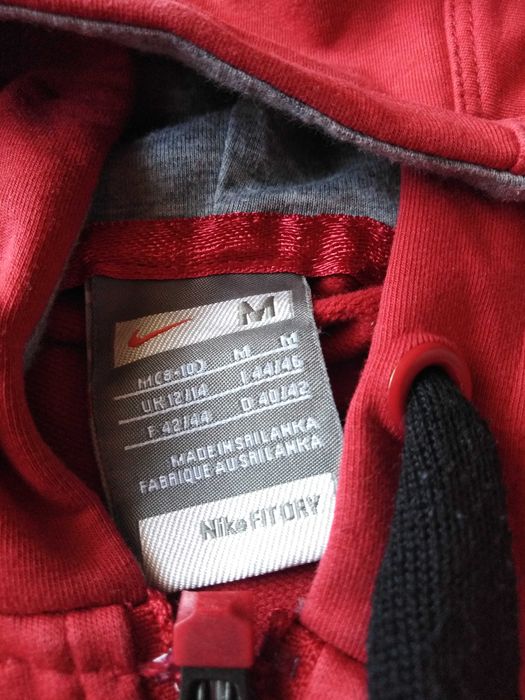 M
M(8-10) M M
UK 12/14 I 44/46
F 42/44 D 40/42
MADE IN SRI LANKA
FABRIQUE AU SRI LANKA
Nike FIT DRY